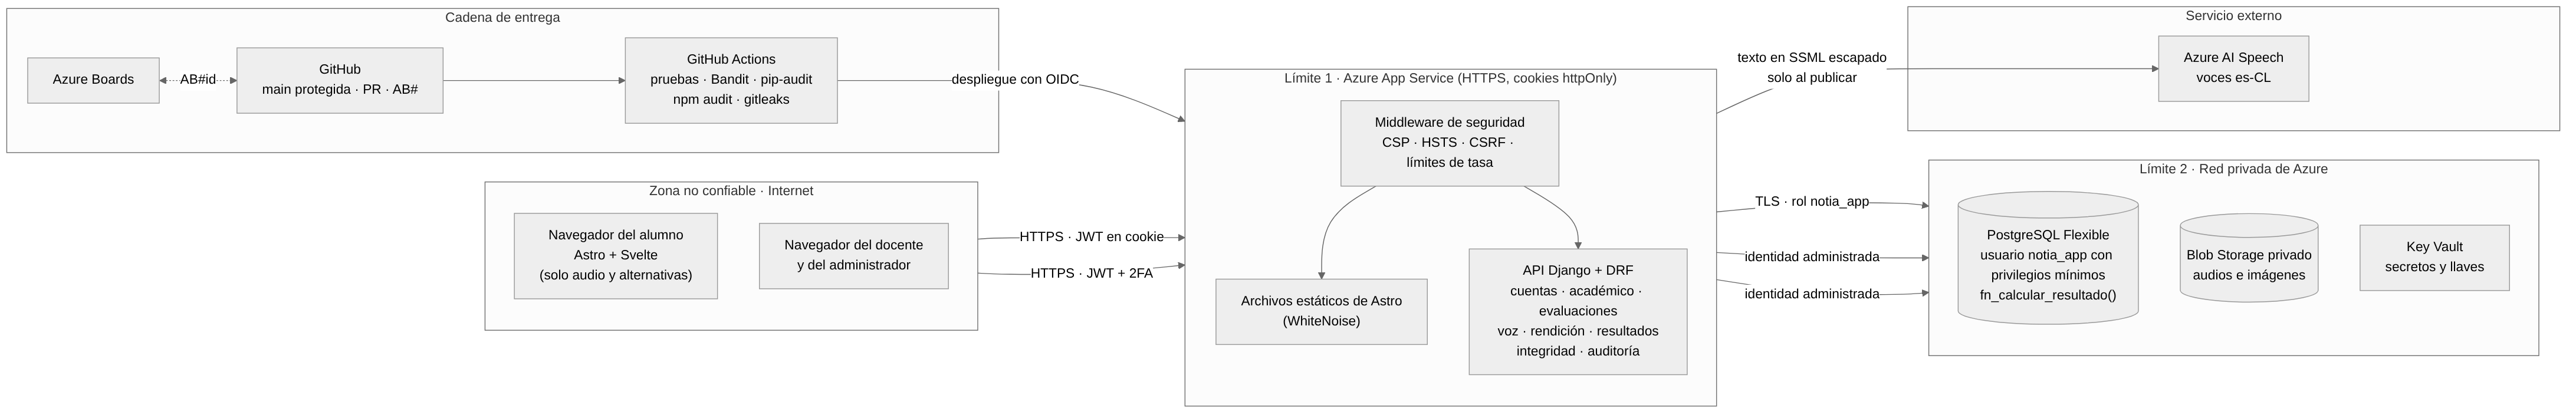 Cadena de entrega
Azure Boards
AB#id
GitHub
main protegida · PR · AB#
GitHub Actions
pruebas · Bandit · pip-audit
npm audit · gitleaks
despliegue con OIDC
Zona no confiable · Internet
Navegador del alumno
Astro + Svelte
(solo audio y alternativas)
Navegador del docente
y del administrador
HTTPS · JWT en cookie
HTTPS · JWT + 2FA
Límite 1 · Azure App Service (HTTPS, cookies httpOnly)
Middleware de seguridad
CSP · HSTS · CSRF ·
límites de tasa
Archivos estáticos de Astro
(WhiteNoise)
API Django + DRF
cuentas · académico ·
evaluaciones
voz · rendición · resultados
integridad · auditoría
texto en SSML escapado
solo al publicar
TLS · rol notia_app
identidad administrada
identidad administrada
Servicio externo
Azure AI Speech
voces es-CL
Límite 2 · Red privada de Azure
PostgreSQL Flexible
usuario notia_app con
privilegios mínimos
fn_calcular_resultado()
Blob Storage privado
audios e imágenes
Key Vault
secretos y llaves